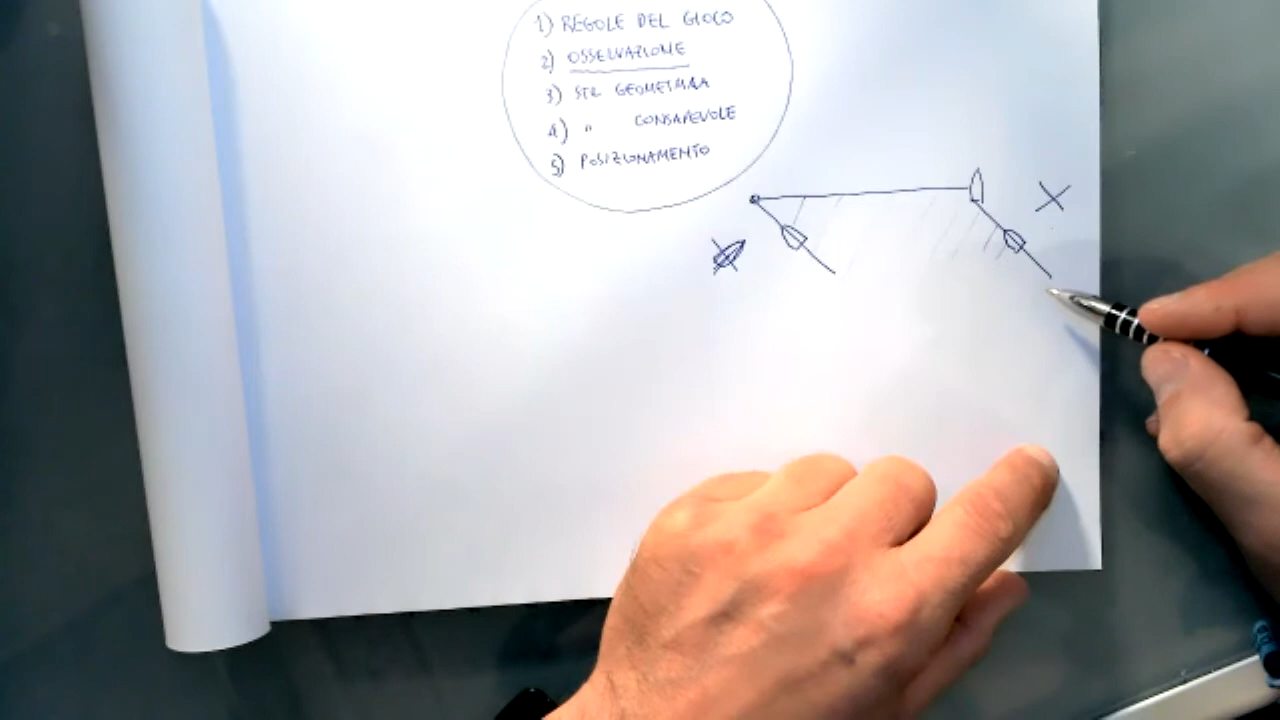 1) REGOLE DEL GIOCO
2) OSSERVAZIONE
3) STR GEOMETRICA
4) " CONSAPEVOLE
5) POSIZIONAMENTO